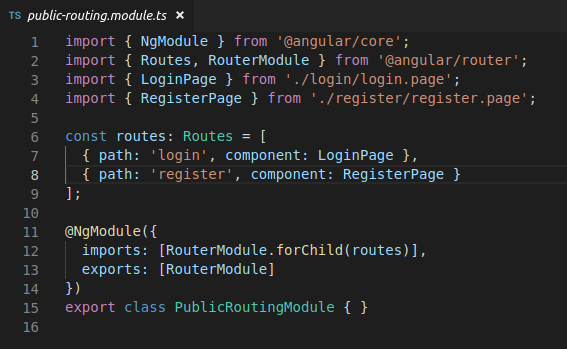 TS public-routing.module.ts ×
1 import { NgModule } from '@angular/core';
2 import { Routes, RouterModule } from '@angular/router';
3 import { LoginPage } from './login/login.page';
4 import { RegisterPage } from './register/register.page';
5
6 const routes: Routes = [
7   { path: 'login', component: LoginPage },
8   { path: 'register', component: RegisterPage }
9 ];
10
11 @NgModule({
12   imports: [RouterModule.forChild(routes)],
13   exports: [RouterModule]
14 })
15 export class PublicRoutingModule { }
16